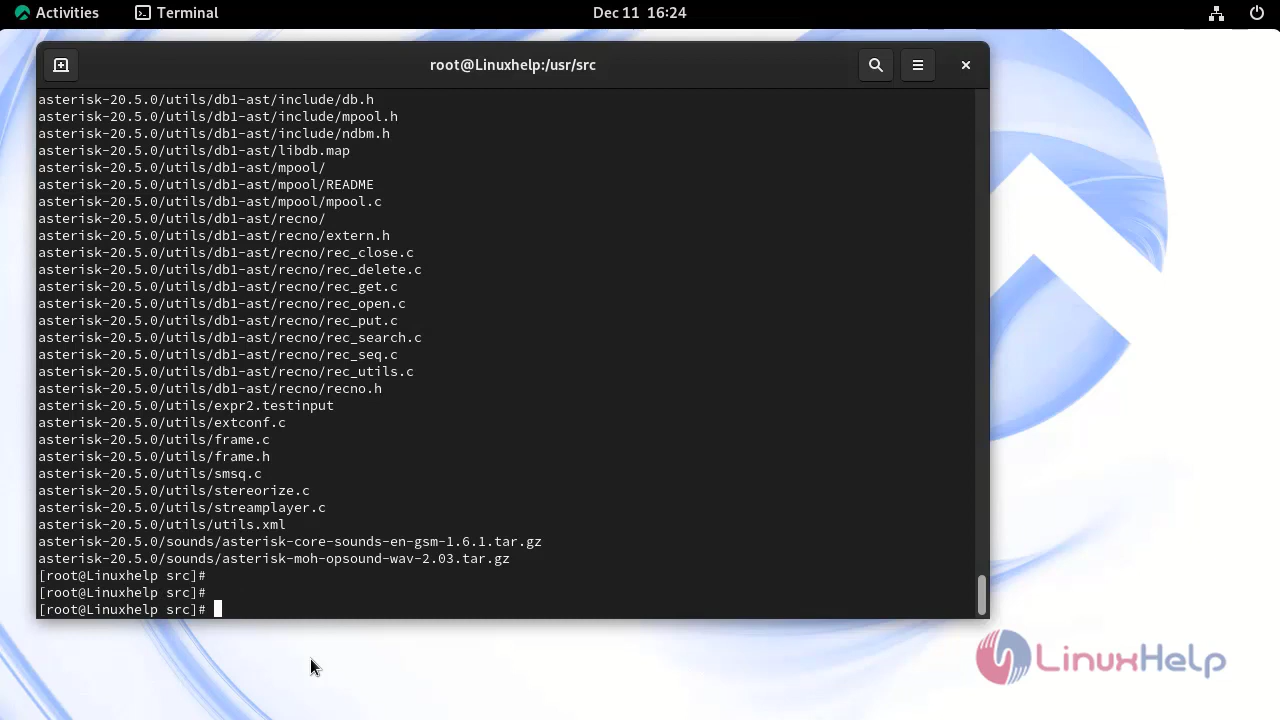 Activities Terminal Dec 11 16:24
root@Linuxhelp:/usr/src
asterisk-20.5.0/utils/db1-ast/include/db.h
asterisk-20.5.0/utils/db1-ast/include/mpool.h
asterisk-20.5.0/utils/db1-ast/include/ndbm.h
asterisk-20.5.0/utils/db1-ast/libdb.map
asterisk-20.5.0/utils/db1-ast/mpool/
asterisk-20.5.0/utils/db1-ast/mpool/README
asterisk-20.5.0/utils/db1-ast/mpool/mpool.c
asterisk-20.5.0/utils/db1-ast/recno/
asterisk-20.5.0/utils/db1-ast/recno/extern.h
asterisk-20.5.0/utils/db1-ast/recno/rec_close.c
asterisk-20.5.0/utils/db1-ast/recno/rec_delete.c
asterisk-20.5.0/utils/db1-ast/recno/rec_get.c
asterisk-20.5.0/utils/db1-ast/recno/rec_open.c
asterisk-20.5.0/utils/db1-ast/recno/rec_put.c
asterisk-20.5.0/utils/db1-ast/recno/rec_search.c
asterisk-20.5.0/utils/db1-ast/recno/rec_seq.c
asterisk-20.5.0/utils/db1-ast/recno/rec_utils.c
asterisk-20.5.0/utils/db1-ast/recno/recno.h
asterisk-20.5.0/utils/expr2.testinput
asterisk-20.5.0/utils/extconf.c
asterisk-20.5.0/utils/frame.c
asterisk-20.5.0/utils/frame.h
asterisk-20.5.0/utils/smsq.c
asterisk-20.5.0/utils/stereorize.c
asterisk-20.5.0/utils/streamplayer.c
asterisk-20.5.0/utils/utils.xml
asterisk-20.5.0/sounds/asterisk-core-sounds-en-gsm-1.6.1.tar.gz
asterisk-20.5.0/sounds/asterisk-moh-opsound-wav-2.03.tar.gz
[root@Linuxhelp src]#
[root@Linuxhelp src]#
[root@Linuxhelp src]#
LinuxHelp